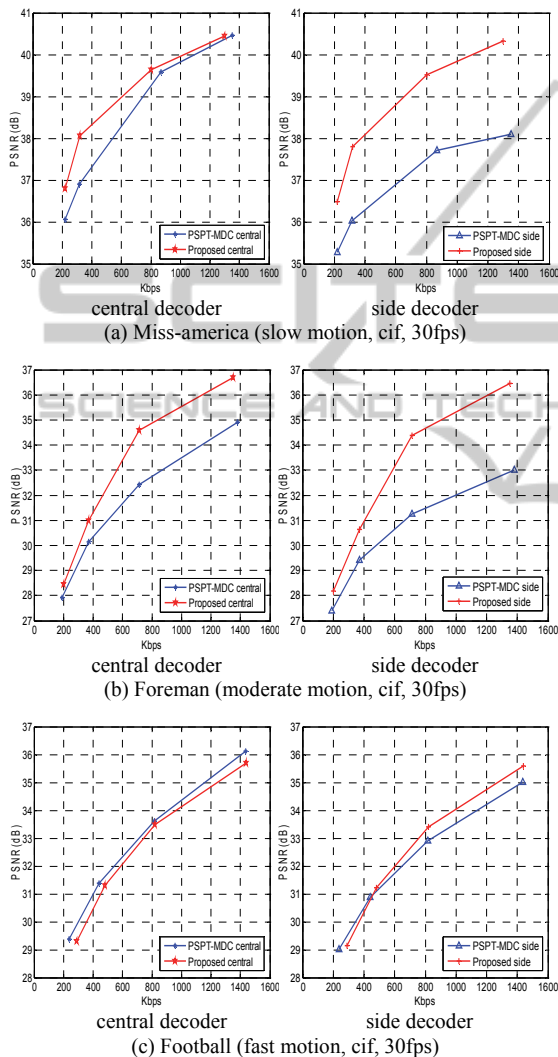 41
40
39
38
37
36
35
0 200 400 600 800 1000 1200 1400 1600
PSNR(dB)
Kbps
PSPT-MDC central
Proposed central
41
40
39
38
37
36
35
0 200 400 600 800 1000 1200 1400 1600
PSNR(dB)
Kbps
PSPT-MDC side
Proposed side
central decoder side decoder
(a) Miss-america (slow motion, cif, 30fps)
SCITE
SCIENCE AND TECH
37
36
35
34
33
32
31
30
29
28
27
0 200 400 600 800 1000 1200 1400 1600
PSNR(dB)
Kbps
PSPT-MDC central
Proposed central
37
36
35
34
33
32
31
30
29
28
27
0 200 400 600 800 1000 1200 1400 1600
PSNR(dB)
Kbps
PSPT-MDC side
Proposed side
central decoder side decoder
(b) Foreman (moderate motion, cif, 30fps)
37
36
35
34
33
32
31
30
29
28
0 200 400 600 800 1000 1200 1400 1600
PSNR(dB)
Kbps
PSPT-MDC central
Proposed central
37
36
35
34
33
32
31
30
29
28
0 200 400 600 800 1000 1200 1400 1600
PSNR(dB)
Kbps
PSPT-MDC side
Proposed side
central decoder side decoder
(c) Football (fast motion, cif, 30fps)